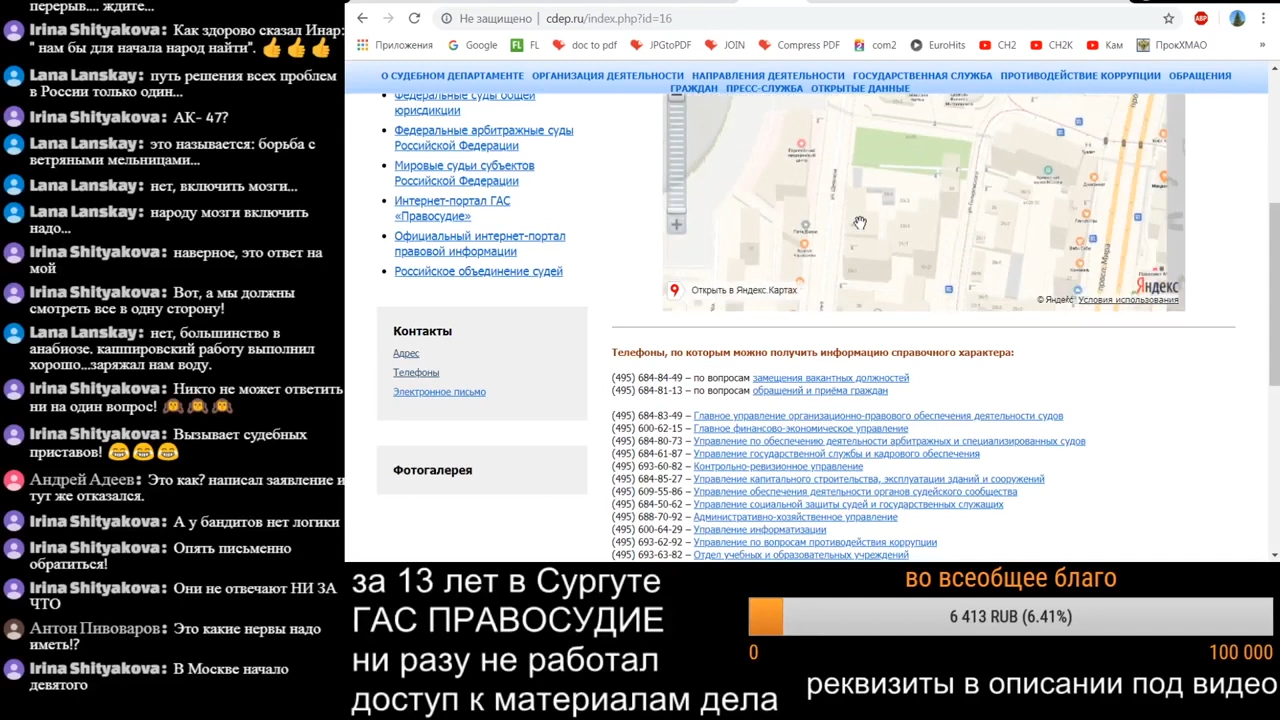 перерыв.... ждите...
Irina Shityakova: Как здорово сказал Инар:
" нам бы для начала народ найти". 👍👍👍
Lana Lanskay: путь решения всех проблем
в России только один...
Irina Shityakova: АК- 47?
Lana Lanskay: это называется: борьба с
ветряными мельницами...
Lana Lanskay: нет, включить мозги...
Lana Lanskay: народу мозги включить
надо...
Irina Shityakova: наверное, это ответ на
мой
Irina Shityakova: Вот, а мы должны
смотреть все в одну сторону!
Lana Lanskay: нет, большинство в
анабиозе. кашпировский работу выполнил
хорошо...заряжал нам воду.
Irina Shityakova: Никто не может ответить
ни на один вопрос! 🙉🙉🙉
Irina Shityakova: Вызывает судебных
приставов! 😂😂😂
Андрей Адеев: Это как? написал заявление и
тут же отказался.
Irina Shityakova: А у бандитов нет логики
Irina Shityakova: Опять письменно
обратиться!
Irina Shityakova: Они не отвечают НИ ЗА
ЧТО
Антон Пивоваров: Это какие нервы надо
иметь!?
Irina Shityakova: В Москве начало
девятого
Не защищено | cdep.ru/index.php?id=16
ABP
Приложения Google FL FL doc to pdf JPGtoPDF JOIN Compress PDF com2 EuroHits CH2 CH2K Кам ПрокХМАО »
О СУДЕБНОМ ДЕПАРТАМЕНТЕ ОРГАНИЗАЦИЯ ДЕЯТЕЛЬНОСТИ НАПРАВЛЕНИЯ ДЕЯТЕЛЬНОСТИ ГОСУДАРСТВЕННАЯ СЛУЖБА ПРОТИВОДЕЙСТВИЕ КОРРУПЦИИ ОБРАЩЕНИЯ
ГРАЖДАН ПРЕСС-СЛУЖБА ОТКРЫТЫЕ ДАННЫЕ
Федеральные суды общей
юрисдикции
Федеральные арбитражные суды
Российской Федерации
Мировые судьи субъектов
Российской Федерации
Интернет-портал ГАС
«Правосудие»
Официальный интернет-портал
правовой информации
Российское объединение судей
Контакты
Адрес
Телефоны
Электронное письмо
Фотогалерея
Открыть в Яндекс.Картах
Яндекс
© Яндекс Условия использования
Телефоны, по которым можно получить информацию справочного характера:
(495) 684-84-49 – по вопросам замещения вакантных должностей
(495) 684-81-13 – по вопросам обращений и приёма граждан
(495) 684-83-49 – Главное управление организационно-правового обеспечения деятельности судов
(495) 600-62-15 – Главное финансово-экономическое управление
(495) 684-80-73 – Управление по обеспечению деятельности арбитражных и специализированных судов
(495) 684-61-87 – Управление государственной службы и кадрового обеспечения
(495) 693-60-82 – Контрольно-ревизионное управление
(495) 684-85-27 – Управление капитального строительства, эксплуатации зданий и сооружений
(495) 609-55-86 – Управление обеспечения деятельности органов судейского сообщества
(495) 684-50-62 – Управление социальной защиты судей и государственных служащих
(495) 688-70-92 – Административно-хозяйственное управление
(495) 600-64-29 – Управление информатизации
(495) 693-62-92 – Управление по вопросам противодействия коррупции
(495) 693-63-82 – Отдел учебных и образовательных учреждений
за 13 лет в Сургуте
ГАС ПРАВОСУДИЕ
ни разу не работал
доступ к материалам дела
во всеобщее благо
6 413 RUB (6.41%)
0 100 000
реквизиты в описании под видео